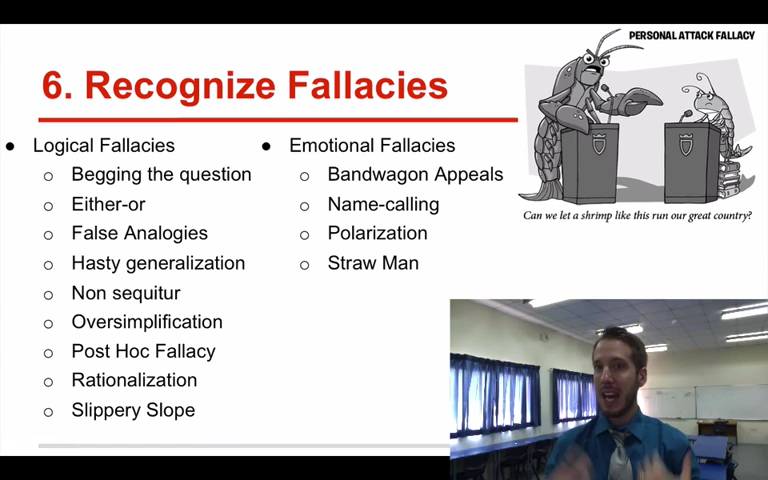 PERSONAL ATTACK FALLACY
6. Recognize Fallacies
● Logical Fallacies
○ Begging the question
○ Either-or
○ False Analogies
○ Hasty generalization
○ Non sequitur
○ Oversimplification
○ Post Hoc Fallacy
○ Rationalization
○ Slippery Slope
● Emotional Fallacies
○ Bandwagon Appeals
○ Name-calling
○ Polarization
○ Straw Man
Can we let a shrimp like this run our great country?